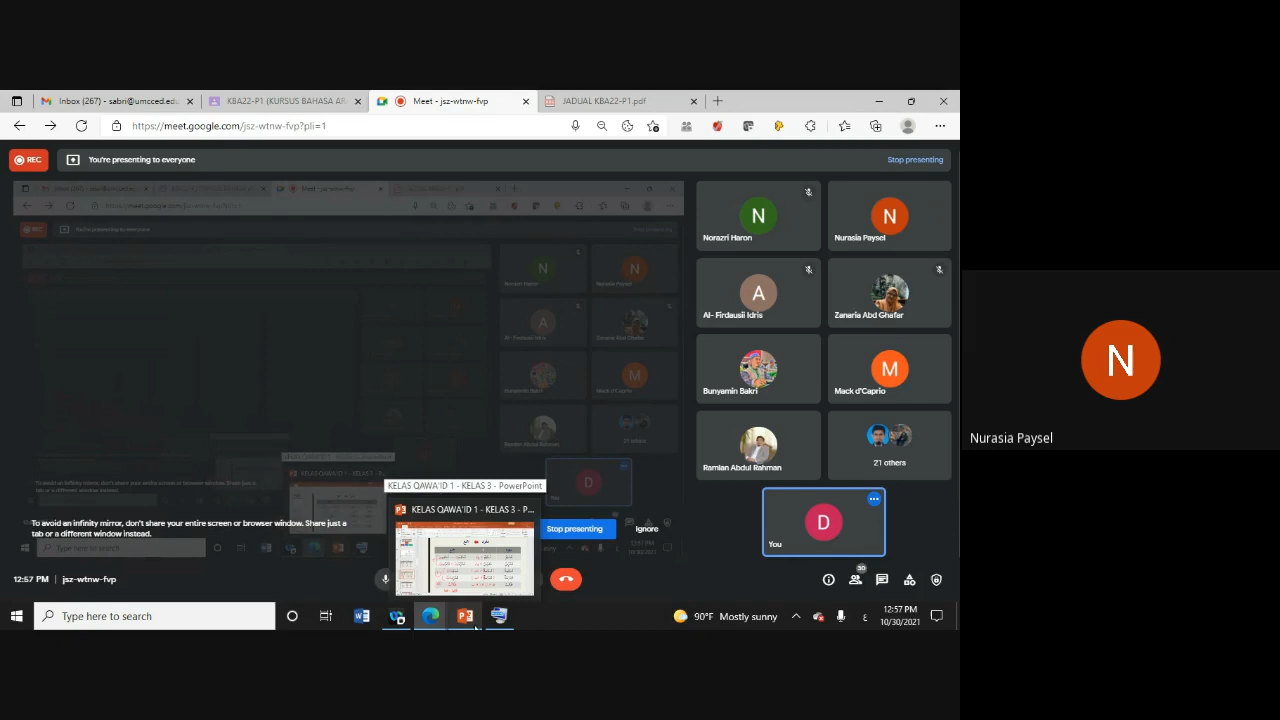 Inbox (267) - sabri@umcced.edu
KBA22-P1 (KURSUS BAHASA AR
Meet - jsz-wtnw-fvp
JADUAL KBA22-P1.pdf
https://meet.google.com/jsz-wtnw-fvp?pli=1
REC
You're presenting to everyone
Stop presenting
Norazri Haron
Nurasia Paysel
Al- Firdausii Idris
Zanaria Abd Ghafar
Bunyamin Bakri
Mack d'Caprio
Ramlan Abdul Rahman
21 others
You
Nurasia Paysel
KELAS QAWA'ID 1 - KELAS 3 - PowerPoint
KELAS QAWA'ID 1 - KELAS 3 - P...
To avoid an infinity mirror, don't share your entire screen or browser window. Share just a
tab or a different window instead.
Stop presenting
Ignore
12:57 PM
jsz-wtnw-fvp
30
Type here to search
90°F Mostly sunny
ع
12:57 PM
10/30/2021